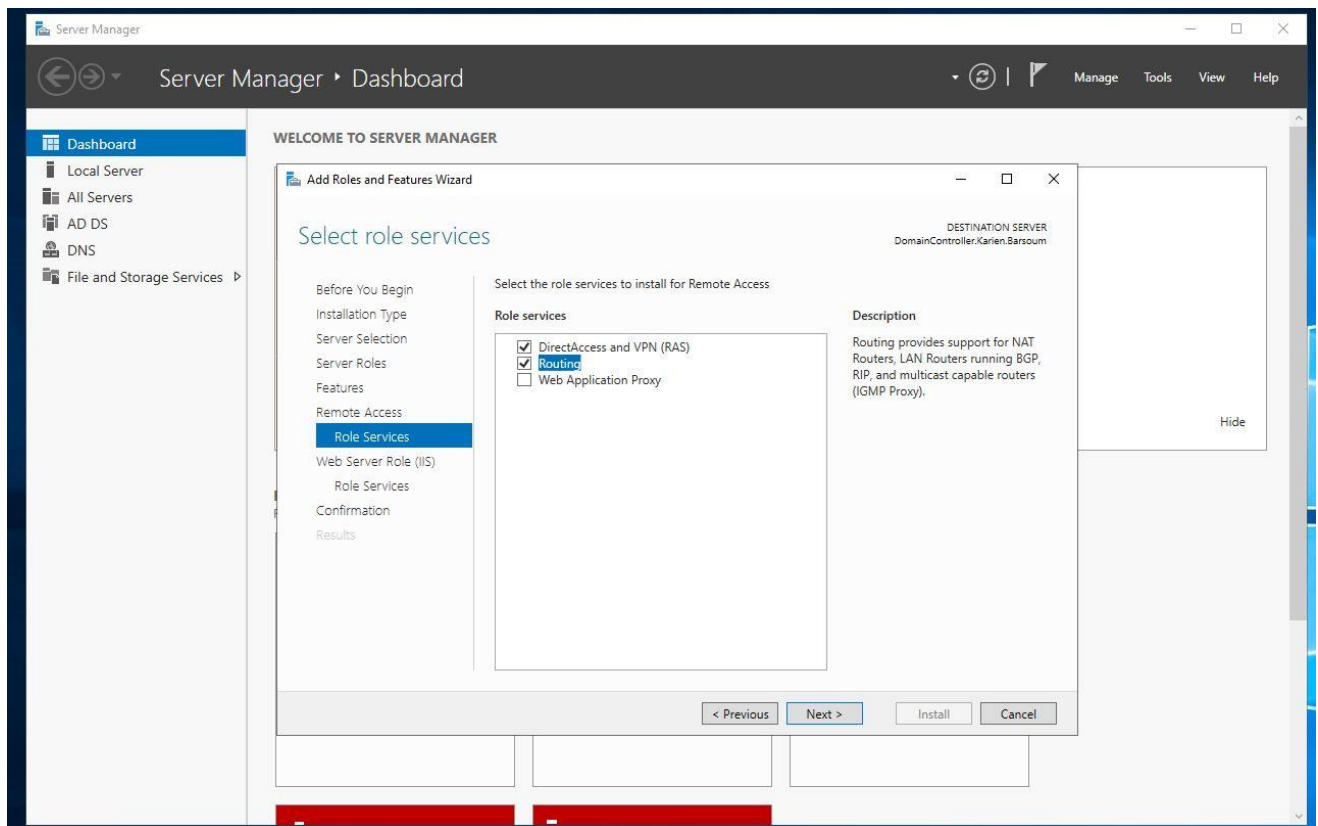 Server Manager
Server Manager • Dashboard
Manage Tools View Help
Dashboard
Local Server
All Servers
AD DS
DNS
File and Storage Services
WELCOME TO SERVER MANAGER
Add Roles and Features Wizard
Select role services
DESTINATION SERVER
DomainController.Karien.Barsoum
Before You Begin
Installation Type
Server Selection
Server Roles
Features
Remote Access
Role Services
Web Server Role (IIS)
Role Services
Confirmation
Results
Select the role services to install for Remote Access
Role services
DirectAccess and VPN (RAS)
Routing
Web Application Proxy
Description
Routing provides support for NAT
Routers, LAN Routers running BGP,
RIP, and multicast capable routers
(IGMP Proxy).
Hide
< Previous Next > Install Cancel